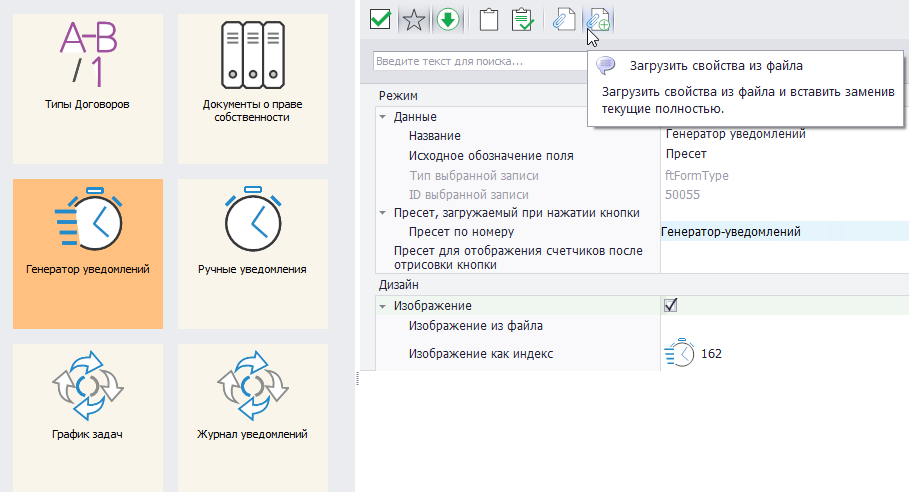 A-B
1
Типы Договоров
Документы о праве
собственности
Генератор уведомлений
Ручные уведомления
График задач
Журнал уведомлений
Введите текст для поиска...
Загрузить свойства из файла
Загрузить свойства из файла и вставить заменив
текущие полностью.
Режим
Данные
Название
Генератор уведомлений
Исходное обозначение поля
Пресет
Тип выбранной записи
ftFormType
ID выбранной записи
50055
Пресет, загружаемый при нажатии кнопки
Пресет по номеру
Генератор-уведомлений
Пресет для отображения счетчиков после
отрисовки кнопки
Дизайн
Изображение
Изображение из файла
Изображение как индекс
162